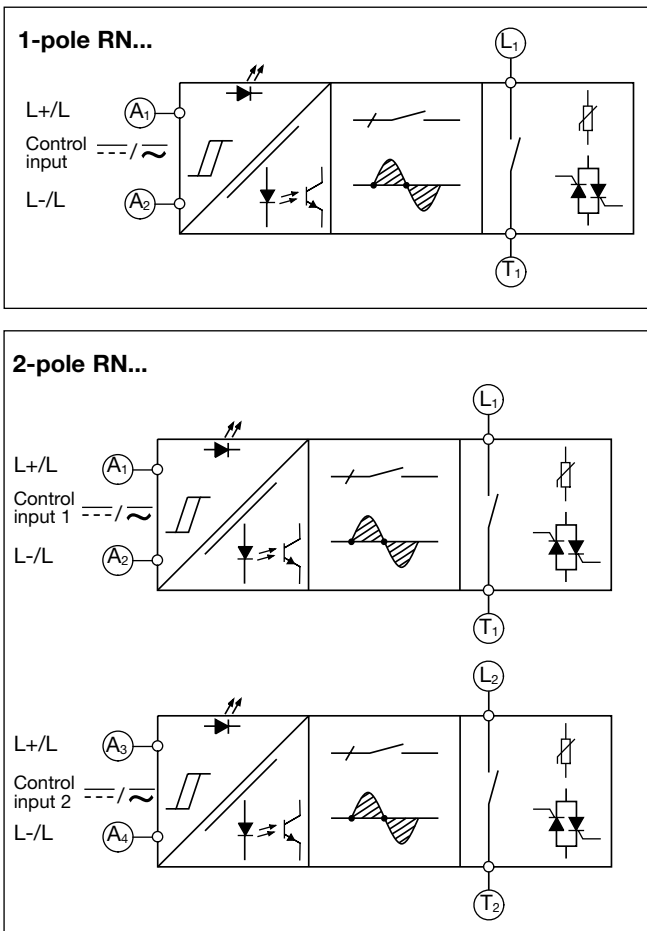 1-pole RN...
L1
L+/L
A1
Control
input
---/~
L-/L
A2
T1
2-pole RN...
L1
L+/L
A1
Control
input 1
---/~
L-/L
A2
T1
L2
L+/L
A3
Control
input 2
---/~
L-/L
A4
T2